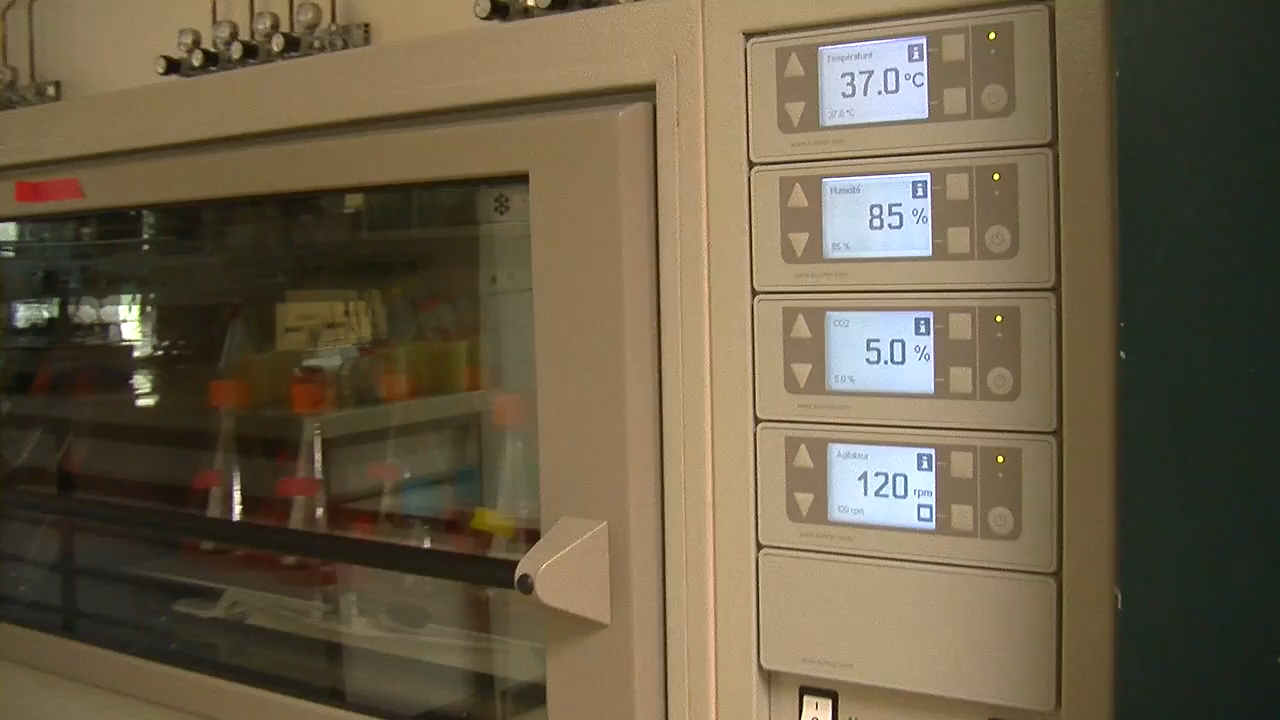 Température
37.0 °C
37.0 °C
Humidité
85 %
85 %
CO2
5.0 %
5.0 %
Agitateur
120 rpm
120 rpm